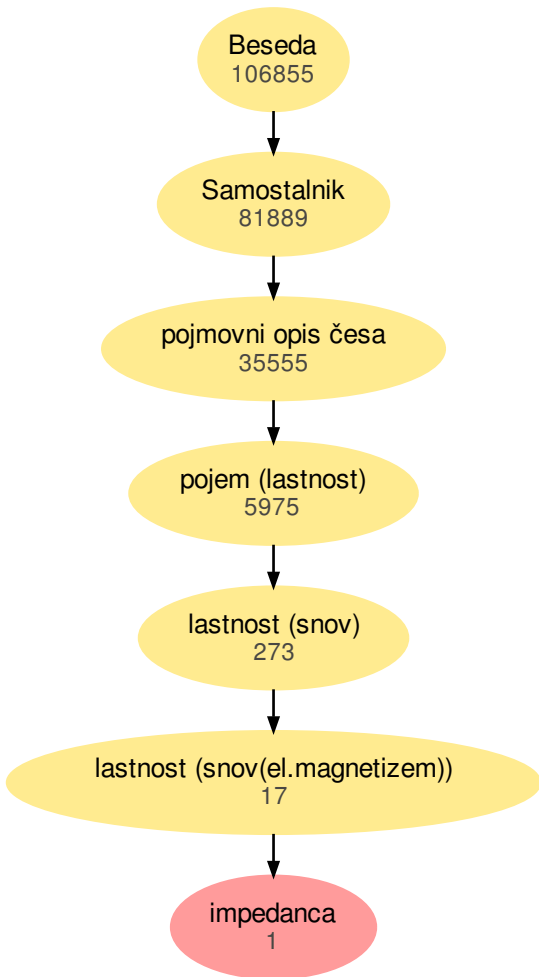 Beseda
106855
Samostalnik
81889
pojmovni opis česa
35555
pojem (lastnost)
5975
lastnost (snov)
273
lastnost (snov(el.magnetizem))
17
impedanca
1